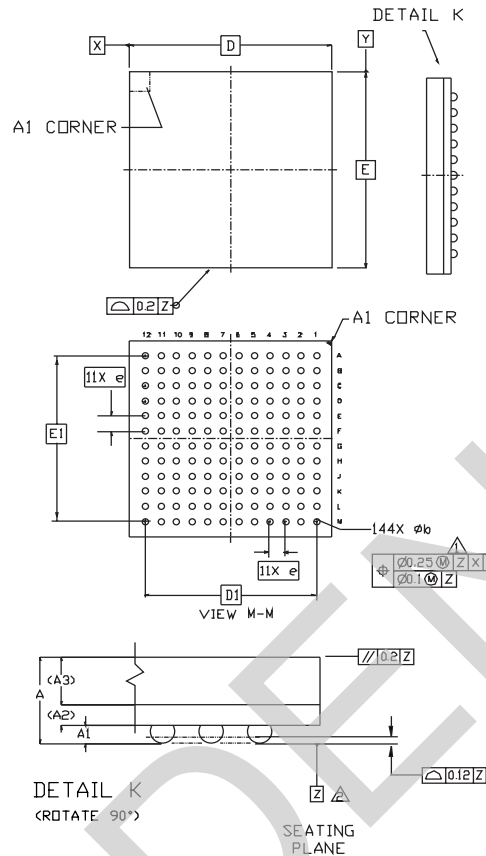 DETAIL K
X D Y
A1 CORNER
E
⌓ 0.2 Z
12 11 10 9 8 7 6 5 4 3 2 1
A1 CORNER
A
B
C
D
E
F
G
H
J
K
L
M
11X e
E1
144X øb
1
⌖ Ø0.25 Ⓜ Z X
Ø0.1 Ⓜ Z
11X e
D1
VIEW M-M
// 0.2 Z
(A3)
A
(A2)
A1
⌓ 0.12 Z
DETAIL K
(ROTATE 90°)
Z 2
SEATING
PLANE